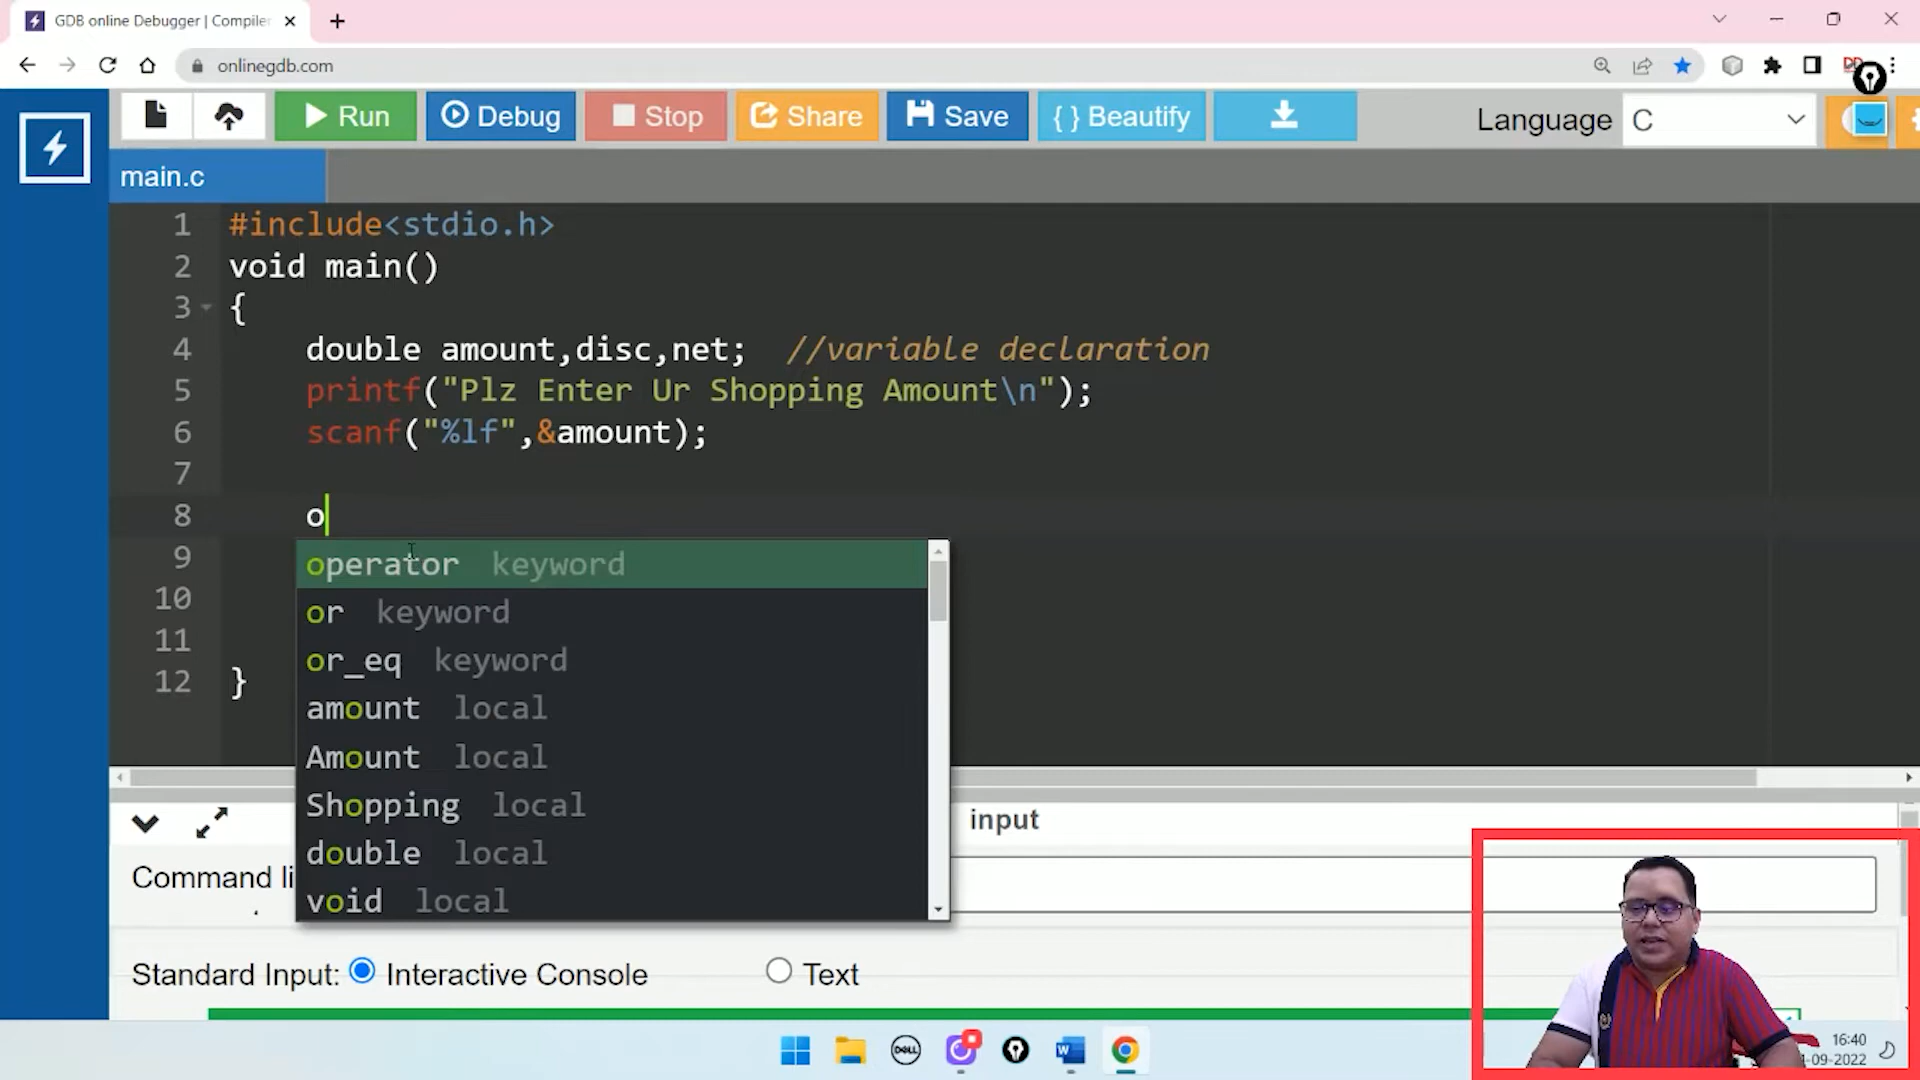 GDB online Debugger | Compiler
onlinegdb.com
Run
Debug
Stop
Share
Save
{ } Beautify
Language
C
main.c
1 #include<stdio.h>
2 void main()
3 {
4 double amount,disc,net; //variable declaration
5 printf("Plz Enter Ur Shopping Amount\n");
6 scanf("%lf",&amount);
7
8 o
9
10
11
12 }
operator keyword
or keyword
or_eq keyword
amount local
Amount local
Shopping local
double local
void local
input
Command li
Standard Input: Interactive Console Text
DELL
16:40
-09-2022